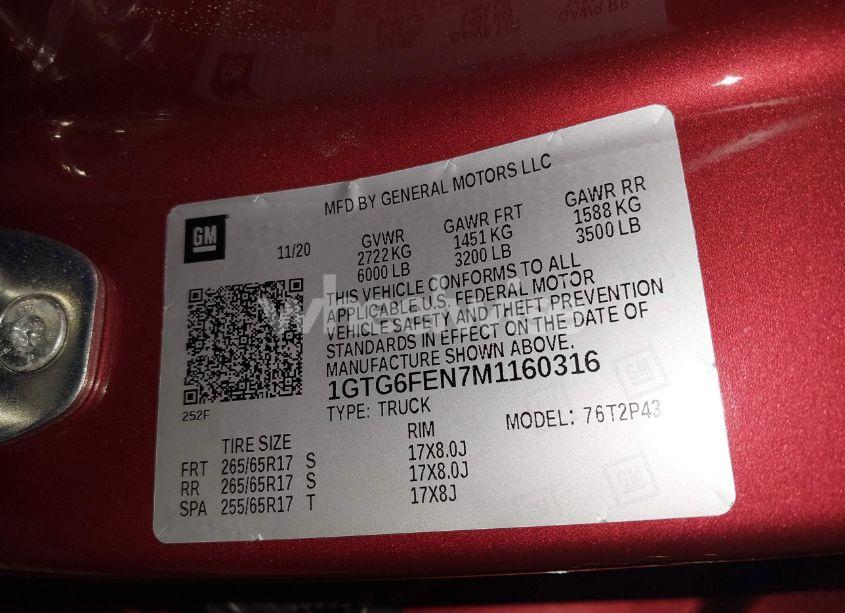 MFD BY GENERAL MOTORS LLC
GM
11/20
GVWR GAWR FRT GAWR RR
2722 KG 1451 KG 1588 KG
6000 LB 3200 LB 3500 LB
THIS VEHICLE CONFORMS TO ALL
APPLICABLE U.S. FEDERAL MOTOR
VEHICLE SAFETY AND THEFT PREVENTION
STANDARDS IN EFFECT ON THE DATE OF
MANUFACTURE SHOWN ABOVE.
1GTG6FEN7M1160316
TYPE: TRUCK MODEL: 76T2P43
252F
TIRE SIZE RIM
FRT 265/65R17 S 17X8.0J
RR 265/65R17 S 17X8.0J
SPA 255/65R17 T 17X8J